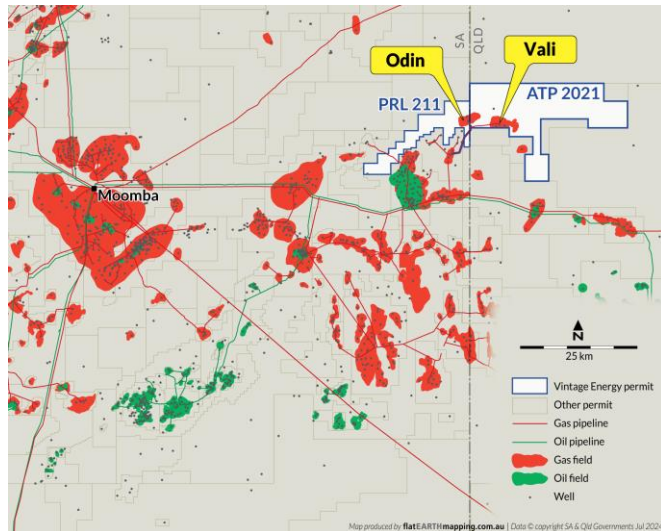 SA
QLD
Odin
Vali
PRL 211
ATP 2021
Moomba
N
25 km
Vintage Energy permit
Other permit
Gas pipeline
Oil pipeline
Gas field
Oil field
Well
Map produced by flatEARTHmapping.com.au | Data © copyright SA & Qld Governments Jul 2024